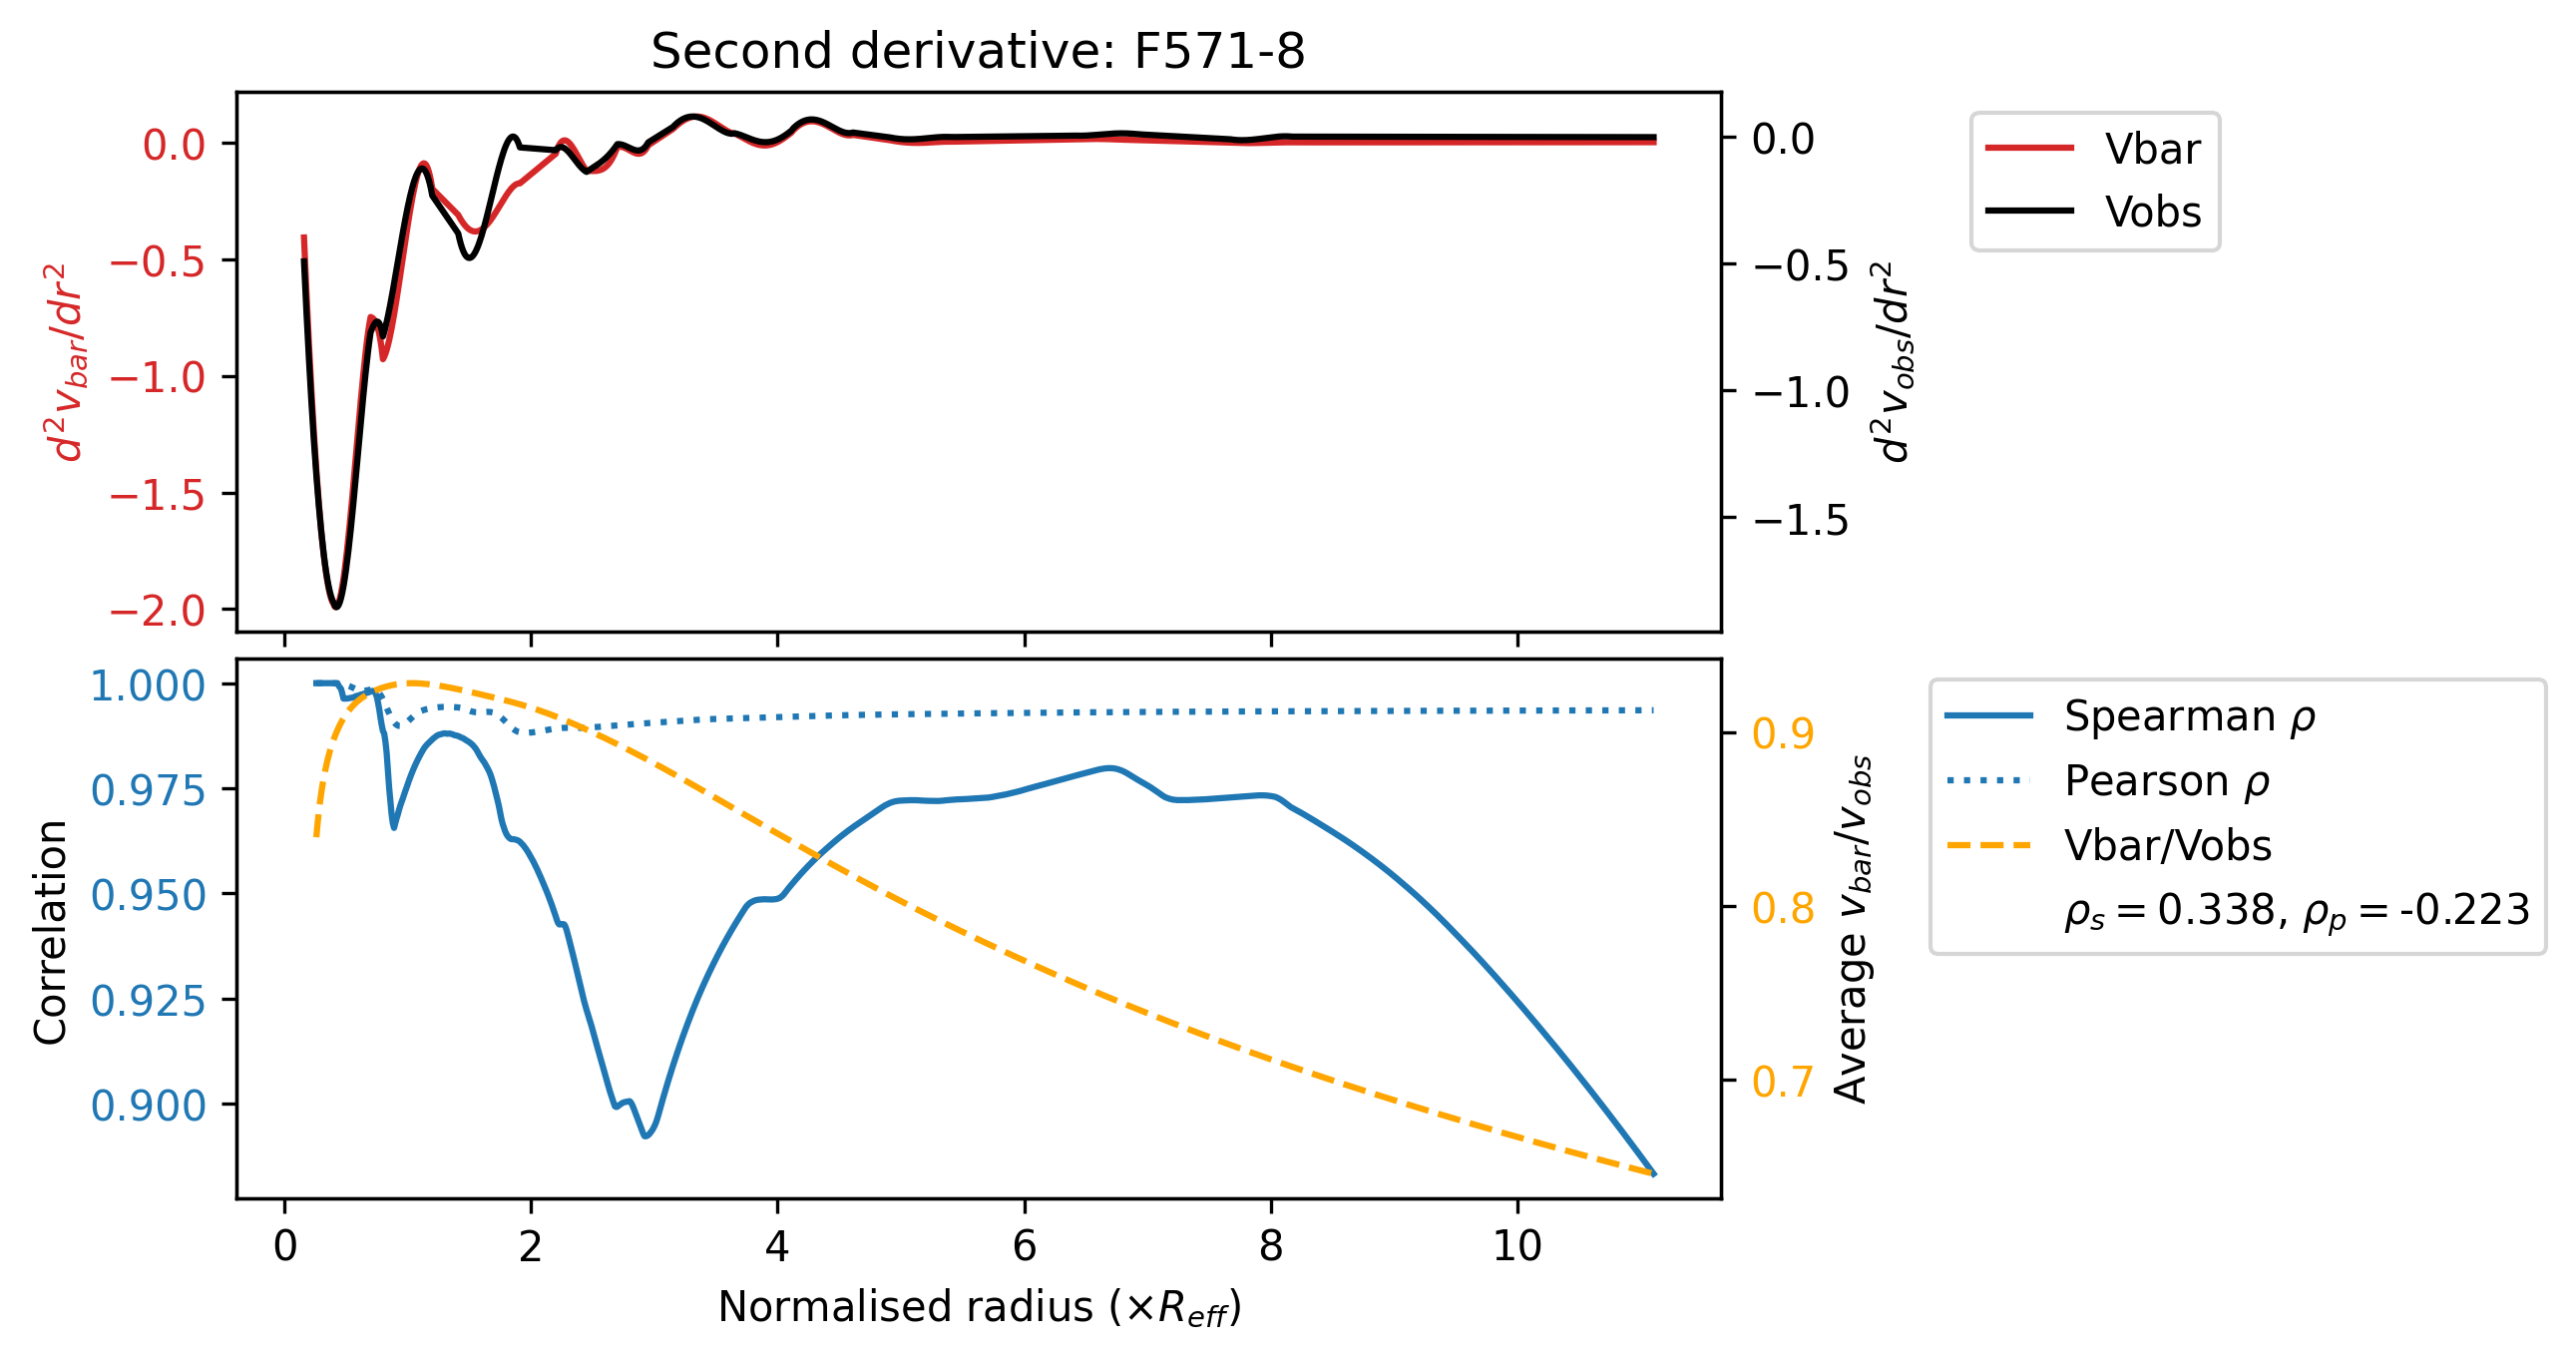 Second derivative: F571-8
0.0
−0.5
−1.0
−1.5
−2.0
d²v_bar/dr²
0.0
−0.5
−1.0
−1.5
d²v_obs/dr²
Vbar
Vobs
1.000
0.975
0.950
0.925
0.900
Correlation
0.9
0.8
0.7
Average v_bar/v_obs
Spearman ρ
Pearson ρ
Vbar/Vobs
ρ_s = 0.338, ρ_p = -0.223
0 2 4 6 8 10
Normalised radius (×R_eff)